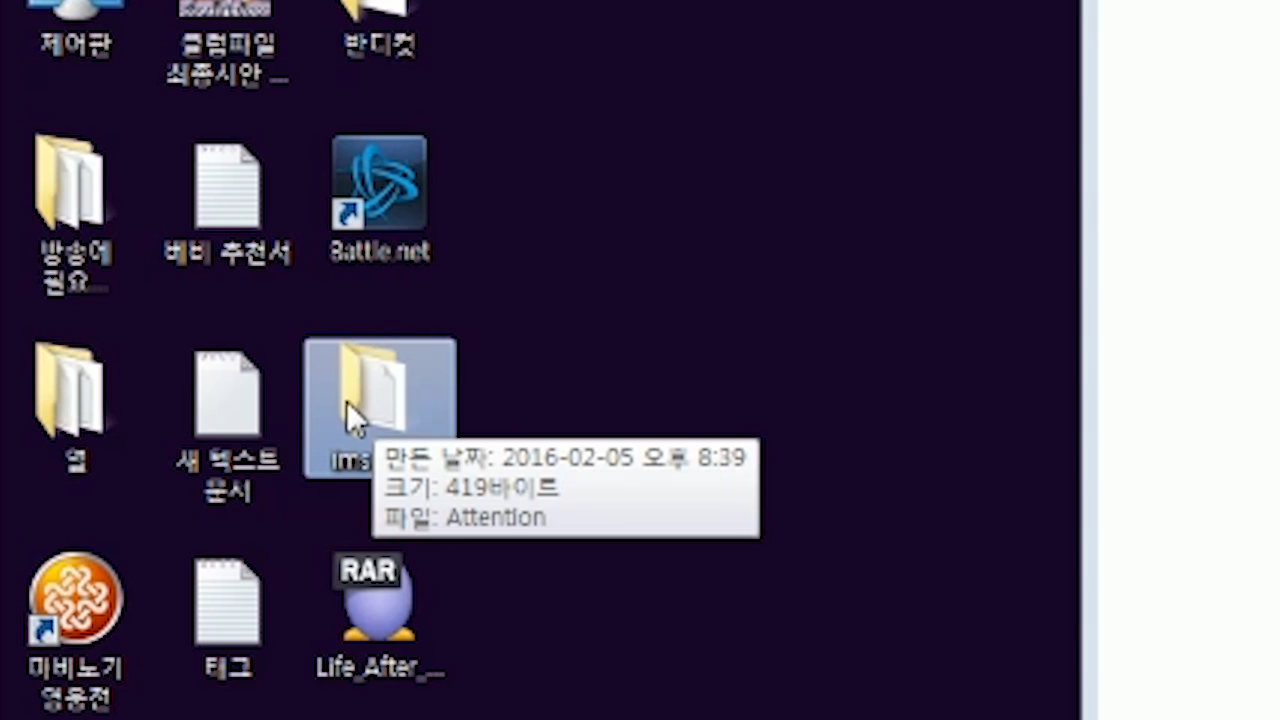 제어판
클럽파일
최종시안 ...
반디컷
방송에
필요...
베비 추천서
Battle.net
열
새 텍스트
문서
만든 날짜: 2016-02-05 오후 8:39
크기: 419바이트
파일: Attention
RAR
마비노기
영웅전
태그
Life_After_...